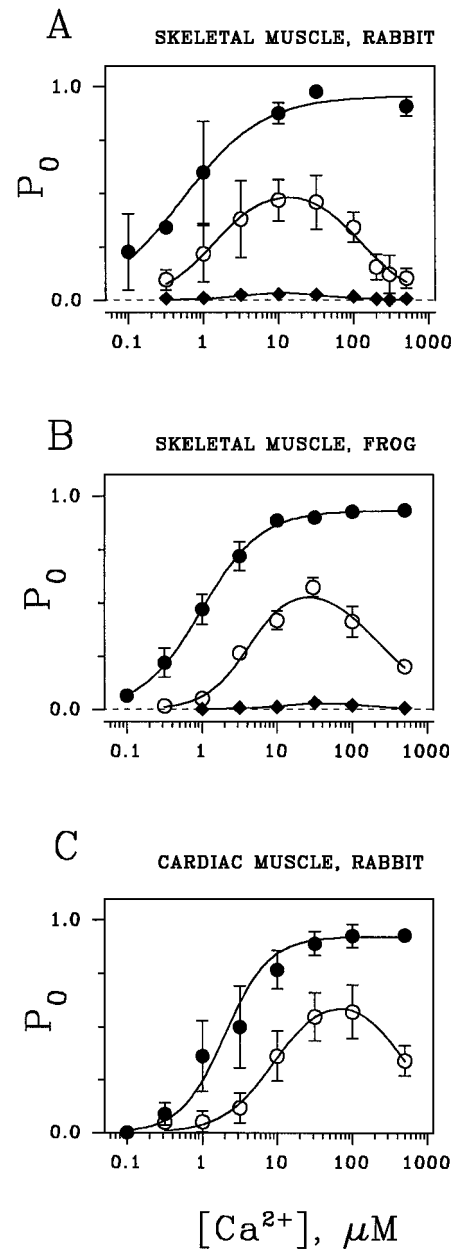 A
SKELETAL MUSCLE, RABBIT
1.0
P0
0.0
0.1 1 10 100 1000
B
SKELETAL MUSCLE, FROG
1.0
P0
0.0
0.1 1 10 100 1000
C
CARDIAC MUSCLE, RABBIT
1.0
P0
0.0
0.1 1 10 100 1000
[Ca²⁺], μM